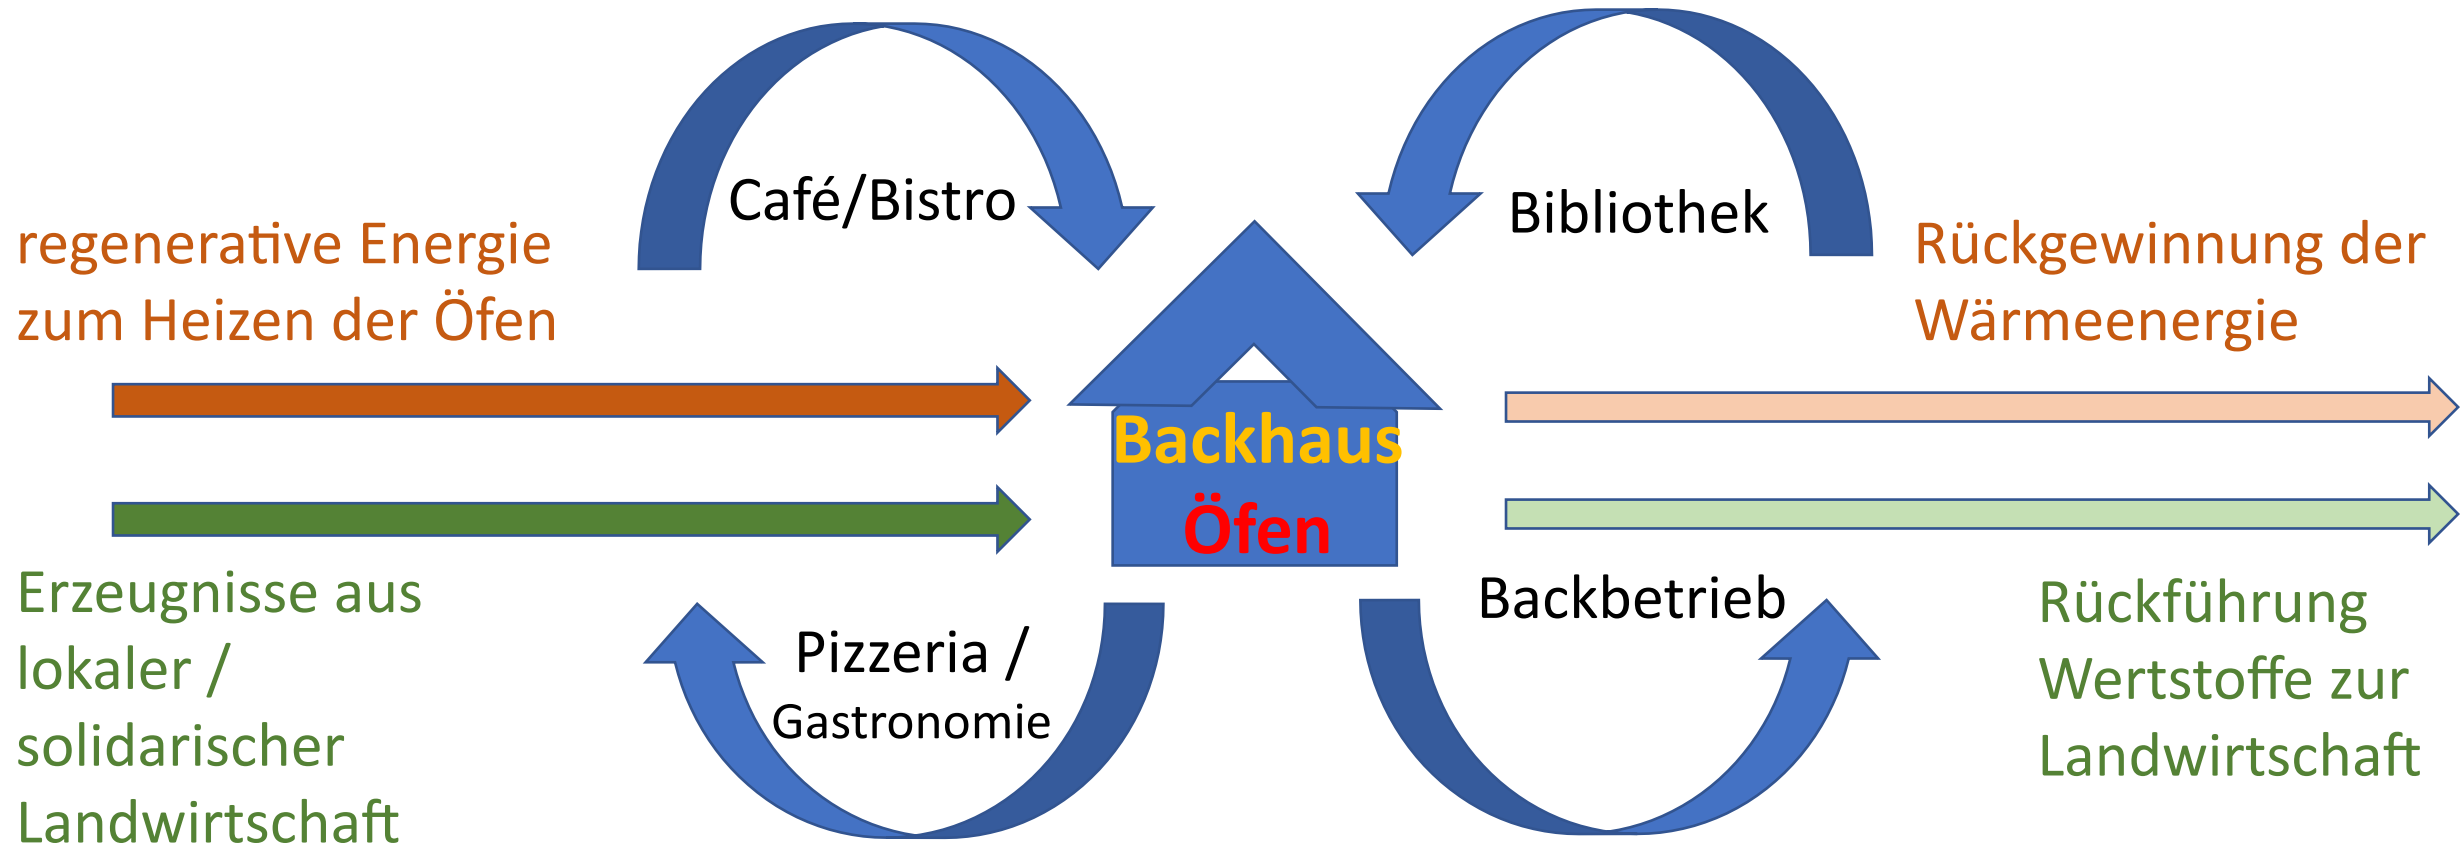 Café/Bistro
Bibliothek
regenerative Energie
zum Heizen der Öfen
Rückgewinnung der
Wärmeenergie
Backhaus
Öfen
Erzeugnisse aus
lokaler /
solidarischer
Landwirtschaft
Pizzeria /
Gastronomie
Backbetrieb
Rückführung
Wertstoffe zur
Landwirtschaft